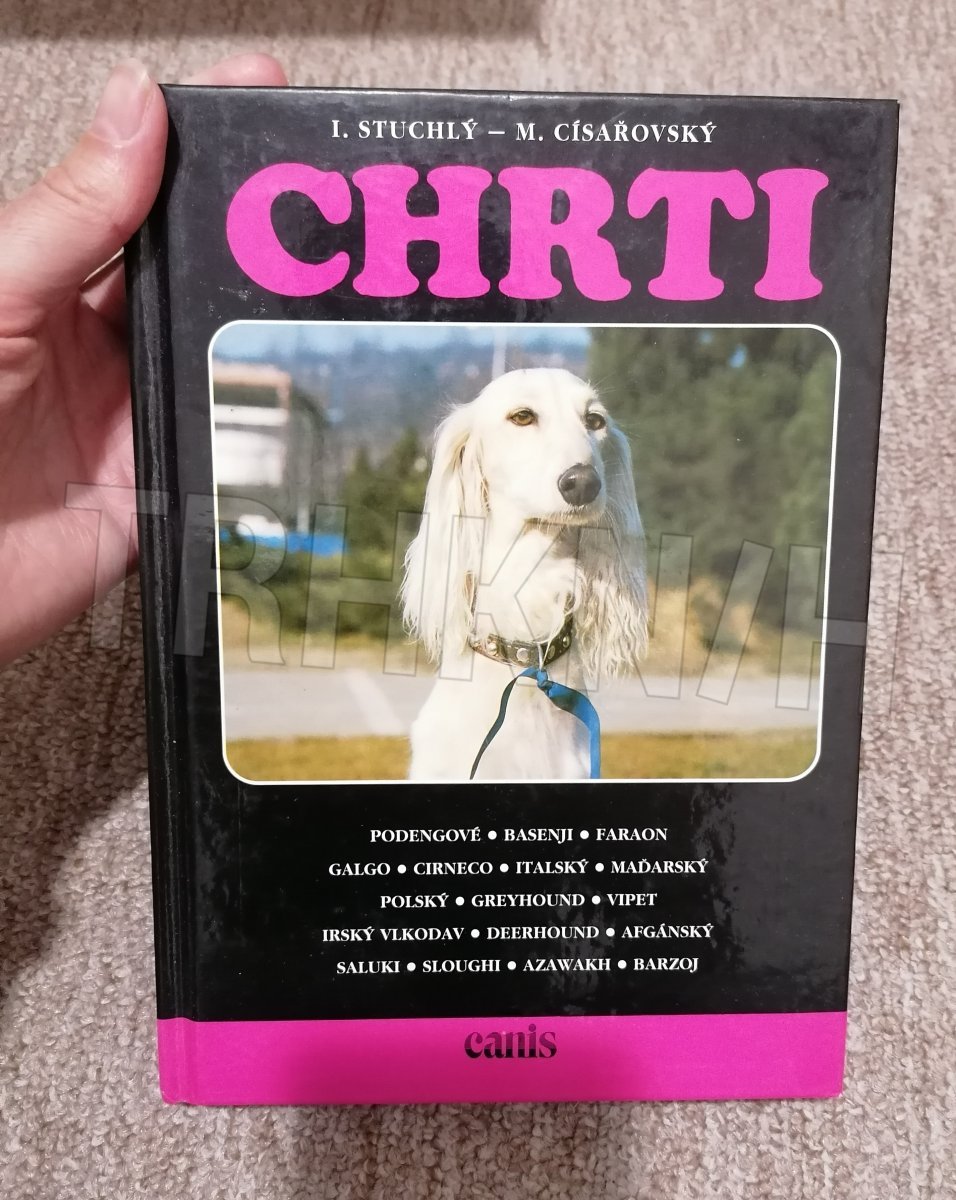 I. STUCHLÝ – M. CÍSAŘOVSKÝ
CHRTI
TRHKNIH
PODENGOVÉ • BASENJI • FARAON
GALGO • CIRNECO • ITALSKÝ • MAĎARSKÝ
POLSKÝ • GREYHOUND • VIPET
IRSKÝ VLKODAV • DEERHOUND • AFGÁNSKÝ
SALUKI • SLOUGHI • AZAWAKH • BARZOJ
canis